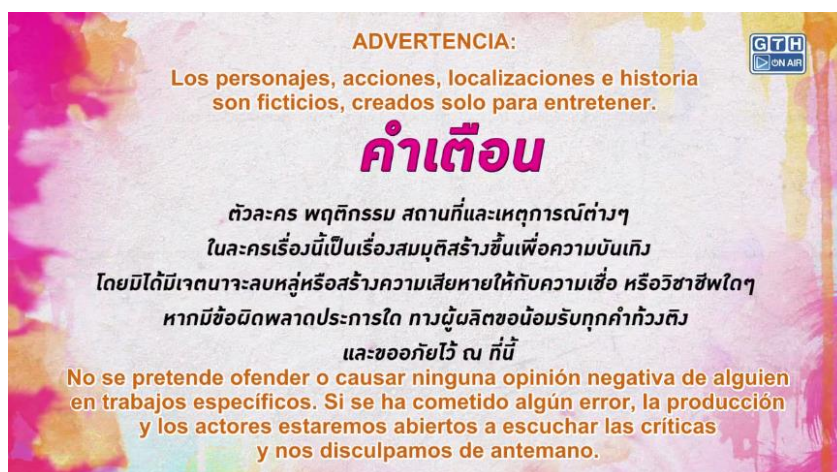 ADVERTENCIA:
GTH
ON AIR
Los personajes, acciones, localizaciones e historia
son ficticios, creados solo para entretener.
คำเตือน
ตัวละคร พฤติกรรม สถานที่และเหตุการณ์ต่างๆ
ในละครเรื่องนี้เป็นเรื่องสมมุติสร้างขึ้นเพื่อความบันเทิง
โดยมิได้มีเจตนาจะลบหลู่หรือสร้างความเสียหายให้กับความเชื่อ หรือวิชาชีพใดๆ
หากมีข้อผิดพลาดประการใด ทางผู้ผลิตขอน้อมรับทุกคำท้วงติง
และขออภัยไว้ ณ ที่นี้
No se pretende ofender o causar ninguna opinión negativa de alguien
en trabajos específicos. Si se ha cometido algún error, la producción
y los actores estaremos abiertos a escuchar las críticas
y nos disculpamos de antemano.